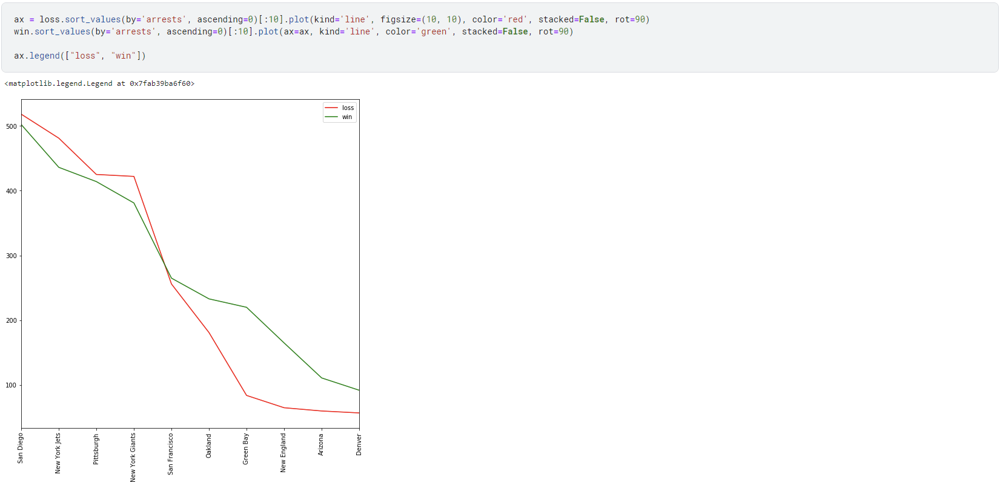 ax = loss.sort_values(by='arrests', ascending=0)[:10].plot(kind='line', figsize=(10, 10), color='red', stacked=False, rot=90)
win.sort_values(by='arrests', ascending=0)[:10].plot(ax=ax, kind='line', color='green', stacked=False, rot=90)
ax.legend(["loss", "win"])
<matplotlib.legend.Legend at 0x7fab39ba6f60>
loss
win
500
400
300
200
100
San Diego
New York Jets
Pittsburgh
New York Giants
San Francisco
Oakland
Green Bay
New England
Arizona
Denver